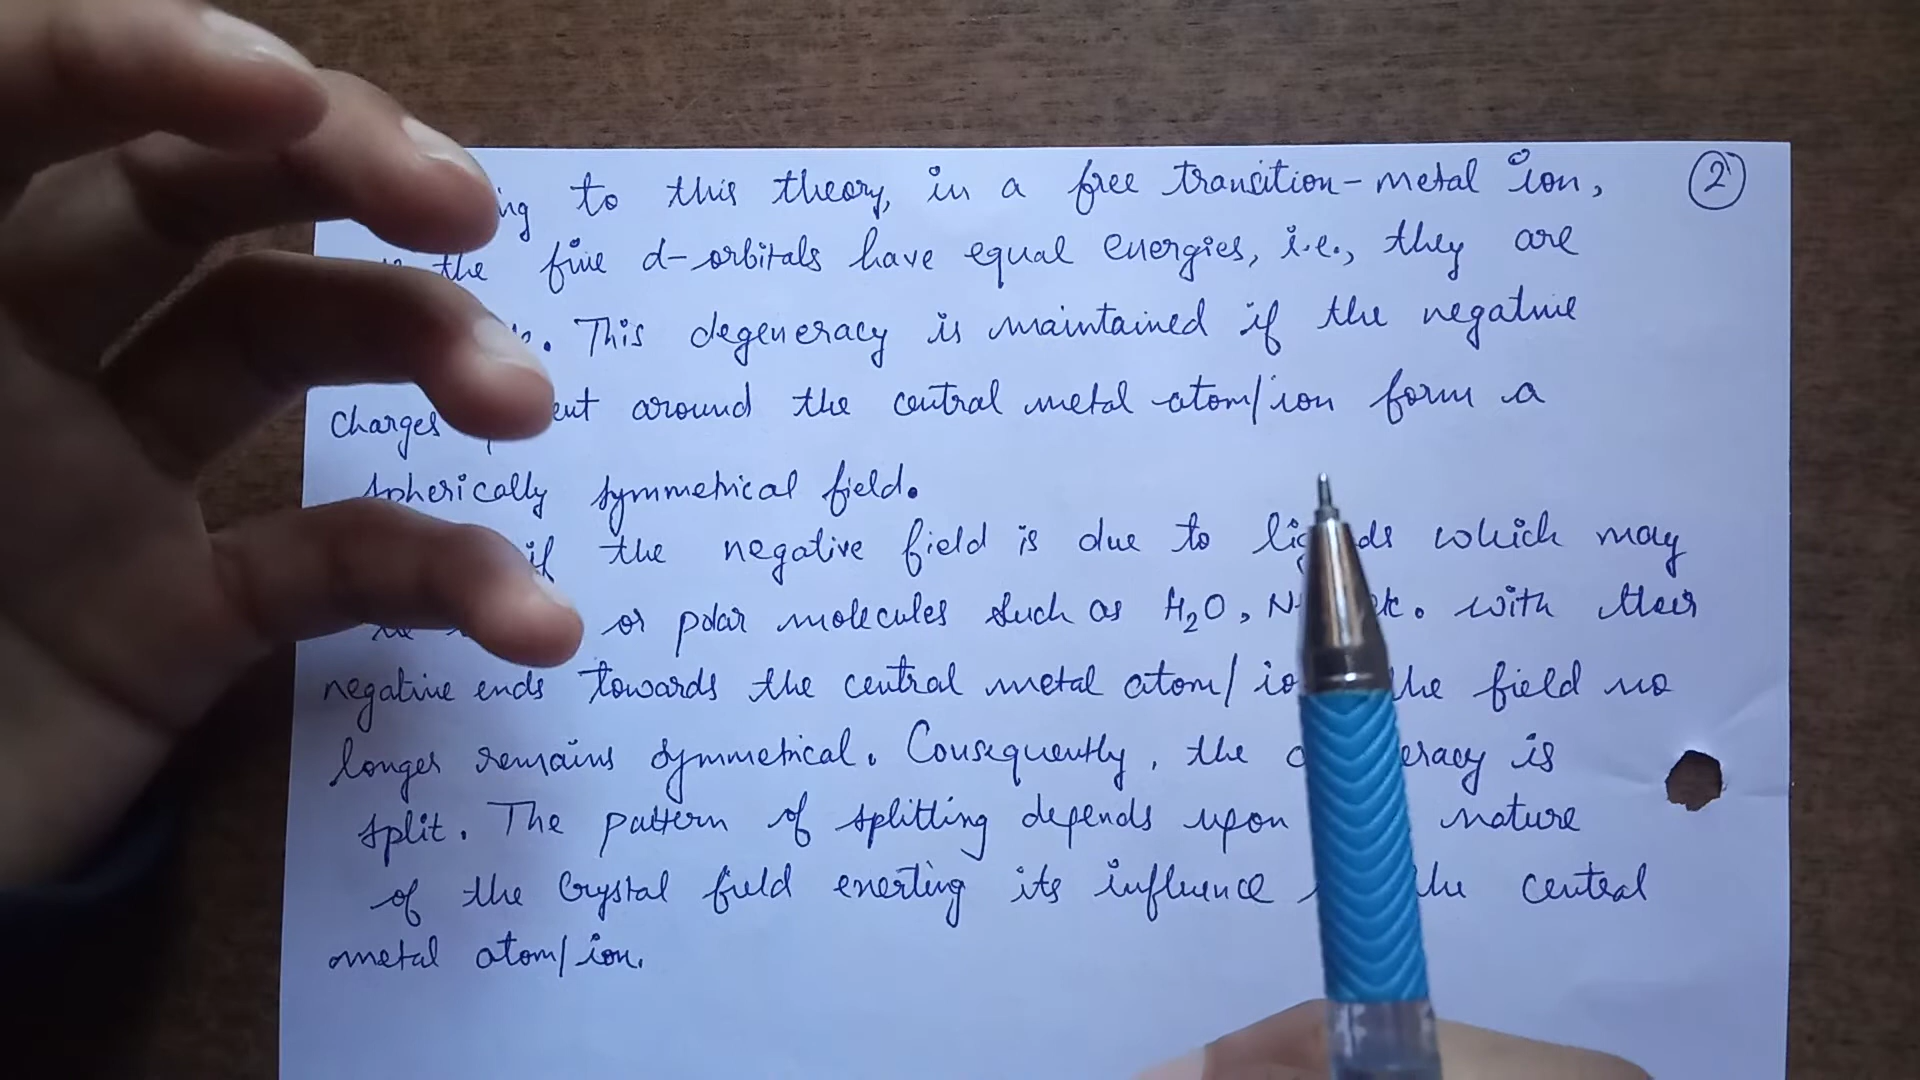 to this theory, in a free transition-metal ion, 2
the five d-orbitals have equal energies, i.e., they are
This degeneracy is maintained if the negative
charges around the central metal atom/ion form a
spherically symmetrical field.
if the negative field is due to which may
or polar molecules such as H₂O, with their
negative ends towards the central metal atom/ the field no
longer remains symmetrical. Consequently, the is
split. The pattern of splitting depends upon nature
of the Crystal field exerting its influence the central
metal atom/ion.